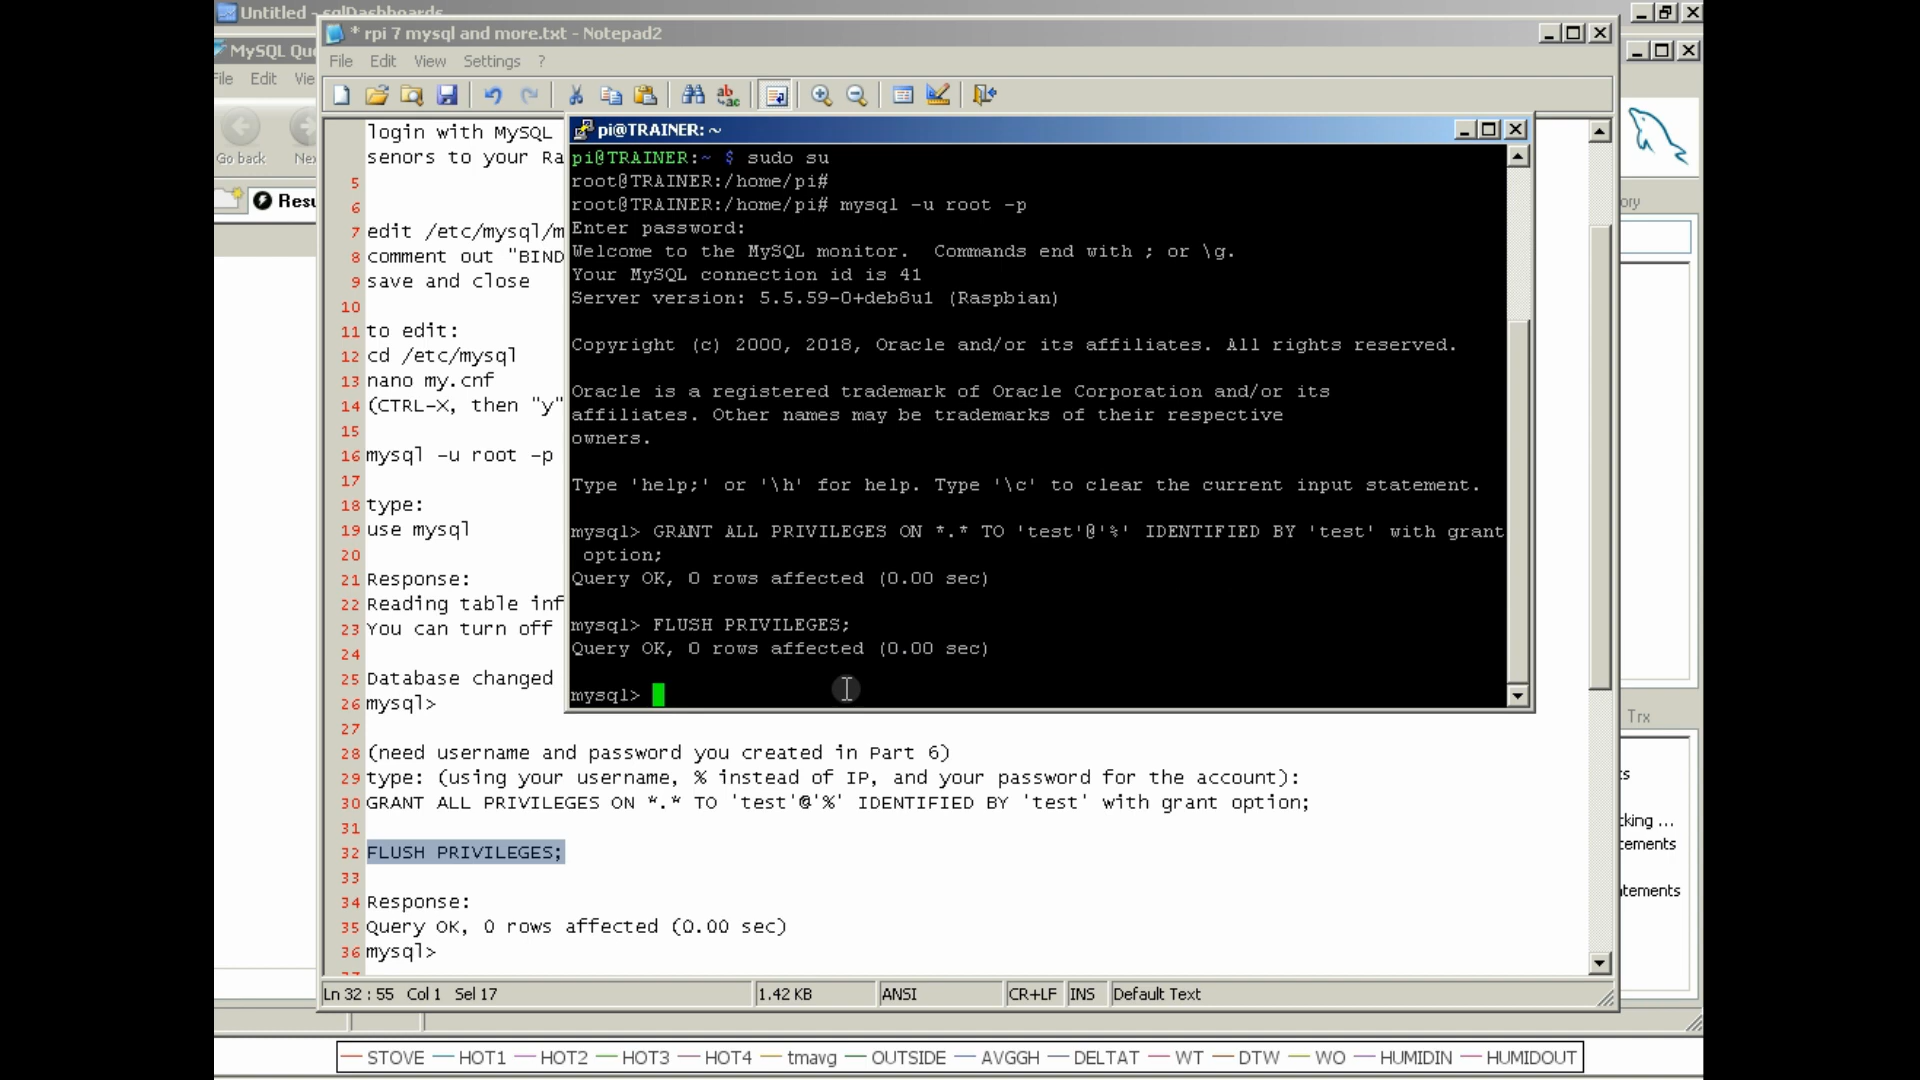 Untitled - sqlDashboards
* rpi 7 mysql and more.txt - Notepad2
MySQL Que
File Edit View Settings ?
File Edit Vie
Go back Nex
Resu
login with MySQL
senors to your Ra
5
6
7 edit /etc/mysql/m
8 comment out "BIND
9 save and close
10
11 to edit:
12 cd /etc/mysql
13 nano my.cnf
14 (CTRL-X, then "y"
15
16 mysql -u root -p
17
18 type:
19 use mysql
20
21 Response:
22 Reading table inf
23 You can turn off
24
25 Database changed
26 mysql>
27
28 (need username and password you created in Part 6)
29 type: (using your username, % instead of IP, and your password for the account):
30 GRANT ALL PRIVILEGES ON *.* TO 'test'@'%' IDENTIFIED BY 'test' with grant option;
31
32 FLUSH PRIVILEGES;
33
34 Response:
35 Query OK, 0 rows affected (0.00 sec)
36 mysql>
pi@TRAINER: ~
pi@TRAINER:~ $ sudo su
root@TRAINER:/home/pi#
root@TRAINER:/home/pi# mysql -u root -p
Enter password:
Welcome to the MySQL monitor.  Commands end with ; or \g.
Your MySQL connection id is 41
Server version: 5.5.59-0+deb8u1 (Raspbian)
Copyright (c) 2000, 2018, Oracle and/or its affiliates. All rights reserved.
Oracle is a registered trademark of Oracle Corporation and/or its
affiliates. Other names may be trademarks of their respective
owners.
Type 'help;' or '\h' for help. Type '\c' to clear the current input statement.
mysql> GRANT ALL PRIVILEGES ON *.* TO 'test'@'%' IDENTIFIED BY 'test' with grant
option;
Query OK, 0 rows affected (0.00 sec)
mysql> FLUSH PRIVILEGES;
Query OK, 0 rows affected (0.00 sec)
mysql>
ory
Trx
ts
cking ...
tements
tatements
Ln 32 : 55 Col 1 Sel 17 1.42 KB ANSI CR+LF INS Default Text
STOVE HOT1 HOT2 HOT3 HOT4 tmavg OUTSIDE AVGGH DELTAT WT DTW WO HUMIDIN HUMIDOUT